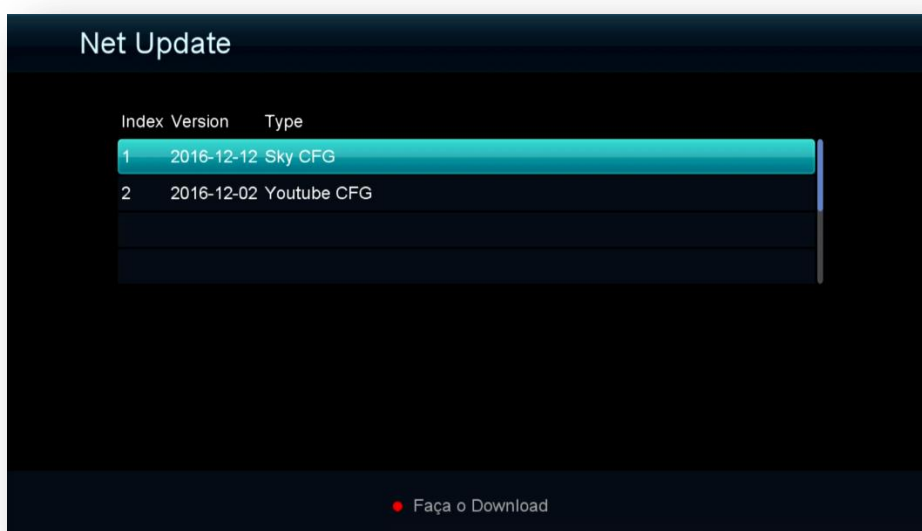 Net Update
Index Version Type
1 2016-12-12 Sky CFG
2 2016-12-02 Youtube CFG
Faça o Download